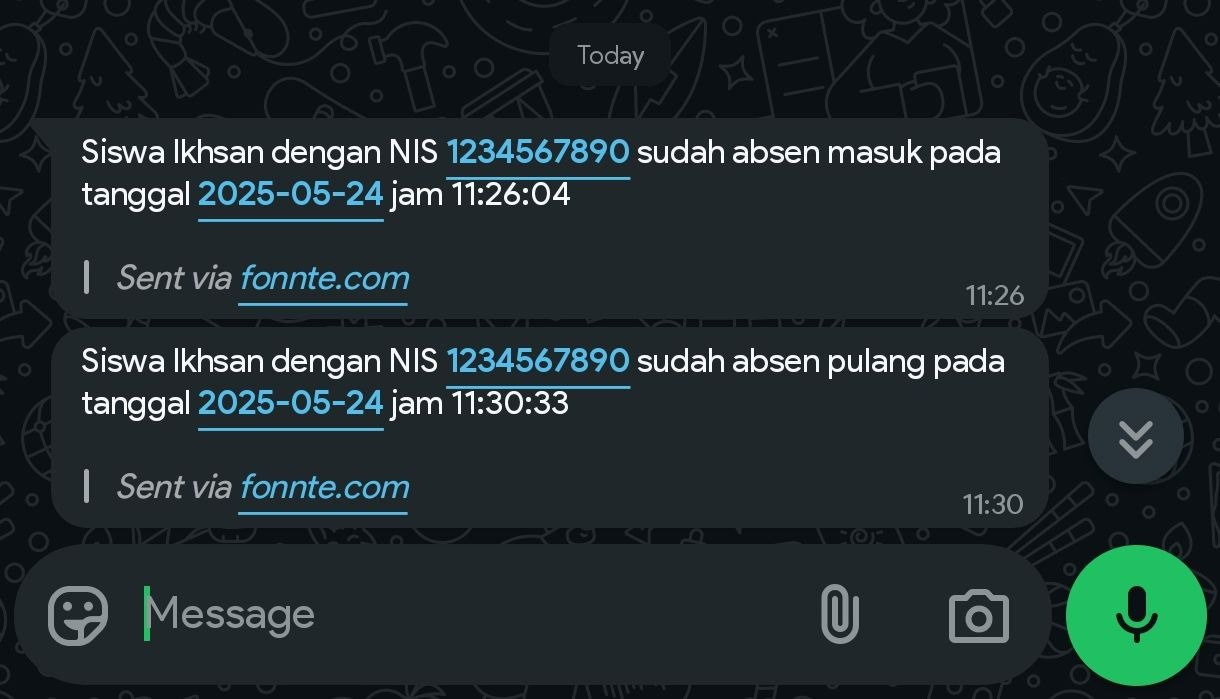 Today
Siswa Ikhsan dengan NIS 1234567890 sudah absen masuk pada
tanggal 2025-05-24 jam 11:26:04
Sent via fonnte.com
11:26
Siswa Ikhsan dengan NIS 1234567890 sudah absen pulang pada
tanggal 2025-05-24 jam 11:30:33
Sent via fonnte.com
11:30
Message